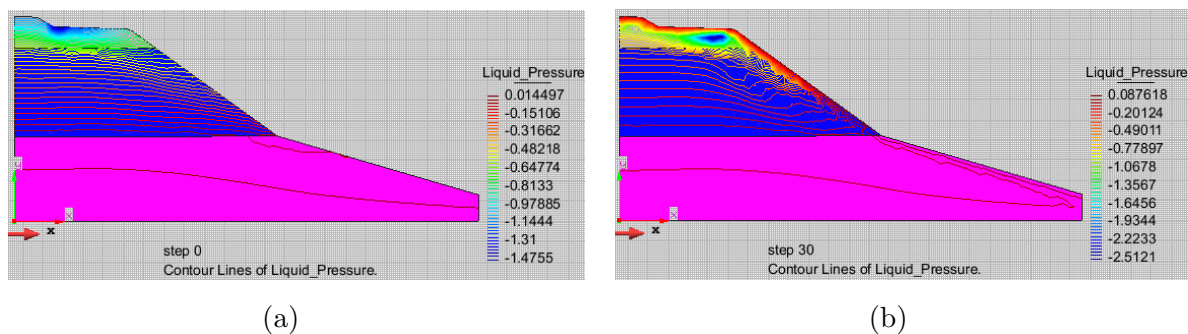 Liquid_Pressure
0.014497
-0.15106
-0.31662
-0.48218
-0.64774
-0.8133
-0.97885
-1.1444
-1.31
-1.4755
x
x
step 0
Contour Lines of Liquid_Pressure.
(a)
Liquid_Pressure
0.087618
-0.20124
-0.49011
-0.77897
-1.0678
-1.3567
-1.6456
-1.9344
-2.2233
-2.5121
x
x
step 30
Contour Lines of Liquid_Pressure.
(b)